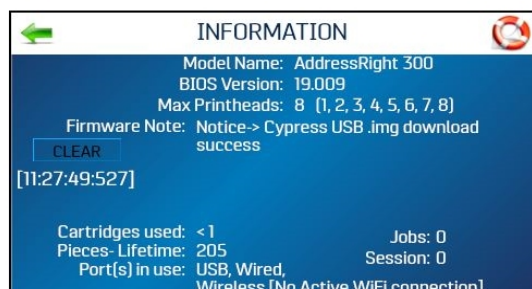 INFORMATION
Model Name: AddressRight 300
BIOS Version: 19.009
Max Printheads: 8 (1, 2, 3, 4, 5, 6, 7, 8)
Firmware Note: Notice-> Cypress USB .img download
success
CLEAR
[11:27:49:527]
Cartridges used: <1
Jobs: 0
Pieces- Lifetime: 205
Session: 0
Port(s) in use: USB, Wired,
Wireless [No Active WiFi connection]